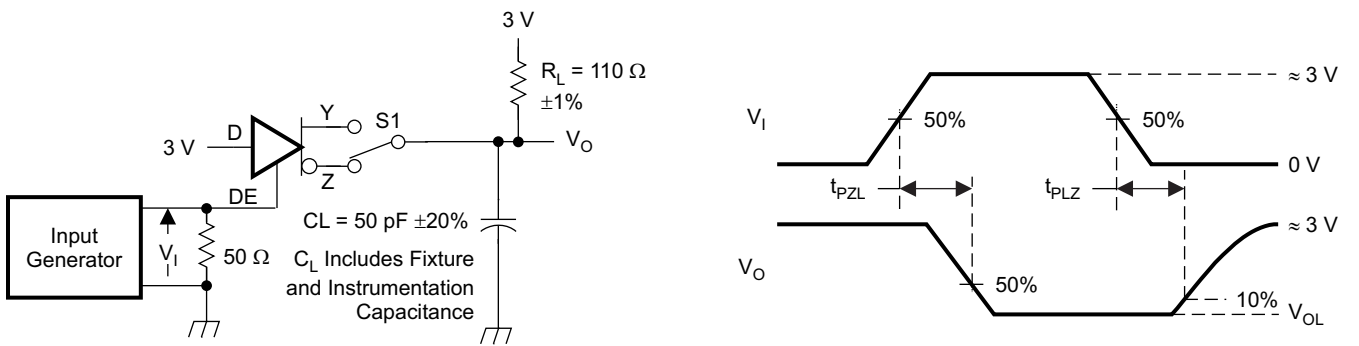 3 V
R_L = 110 Ω
±1%
Y
D
S1
3 V
V_O
Z
DE
CL = 50 pF ±20%
Input
Generator
V_I
50 Ω
C_L Includes Fixture
and Instrumentation
Capacitance
≈ 3 V
V_I
50%
50%
0 V
t_PZL
t_PLZ
≈ 3 V
V_O
50%
10%
V_OL